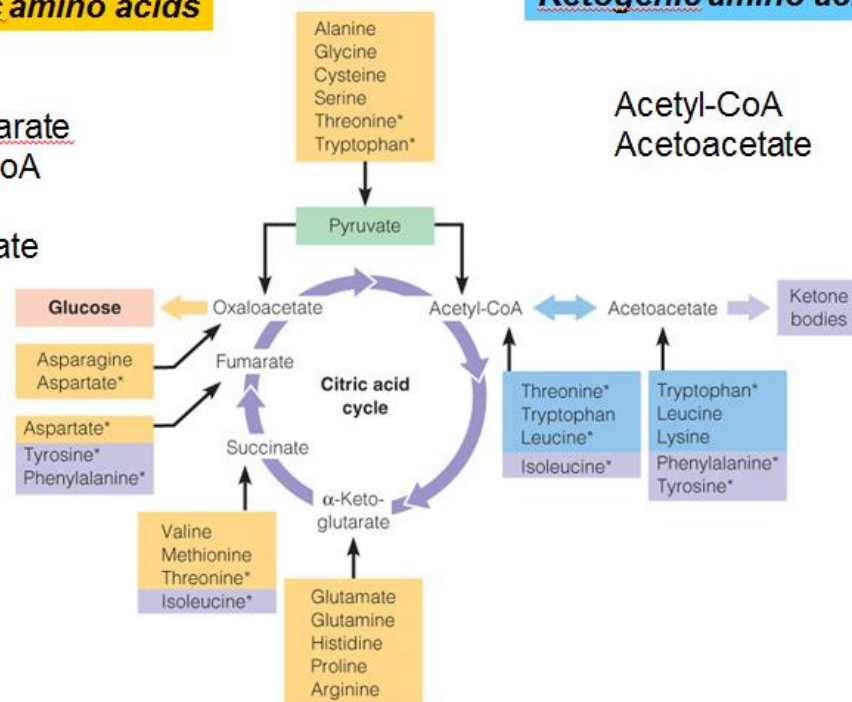 amino acids
Ketogenic amino
Alanine
Glycine
Cysteine
Serine
Threonine*
Tryptophan*
Acetyl-CoA
Acetoacetate
arate
oA
ate
Pyruvate
Glucose
Oxaloacetate
Acetyl-CoA
Acetoacetate
Ketone
bodies
Asparagine
Aspartate*
Fumarate
Citric acid
cycle
Threonine*
Tryptophan
Leucine*
Isoleucine*
Tryptophan*
Leucine
Lysine
Phenylalanine*
Tyrosine*
Aspartate*
Tyrosine*
Phenylalanine*
Succinate
α-Keto-
glutarate
Valine
Methionine
Threonine*
Isoleucine*
Glutamate
Glutamine
Histidine
Proline
Arginine